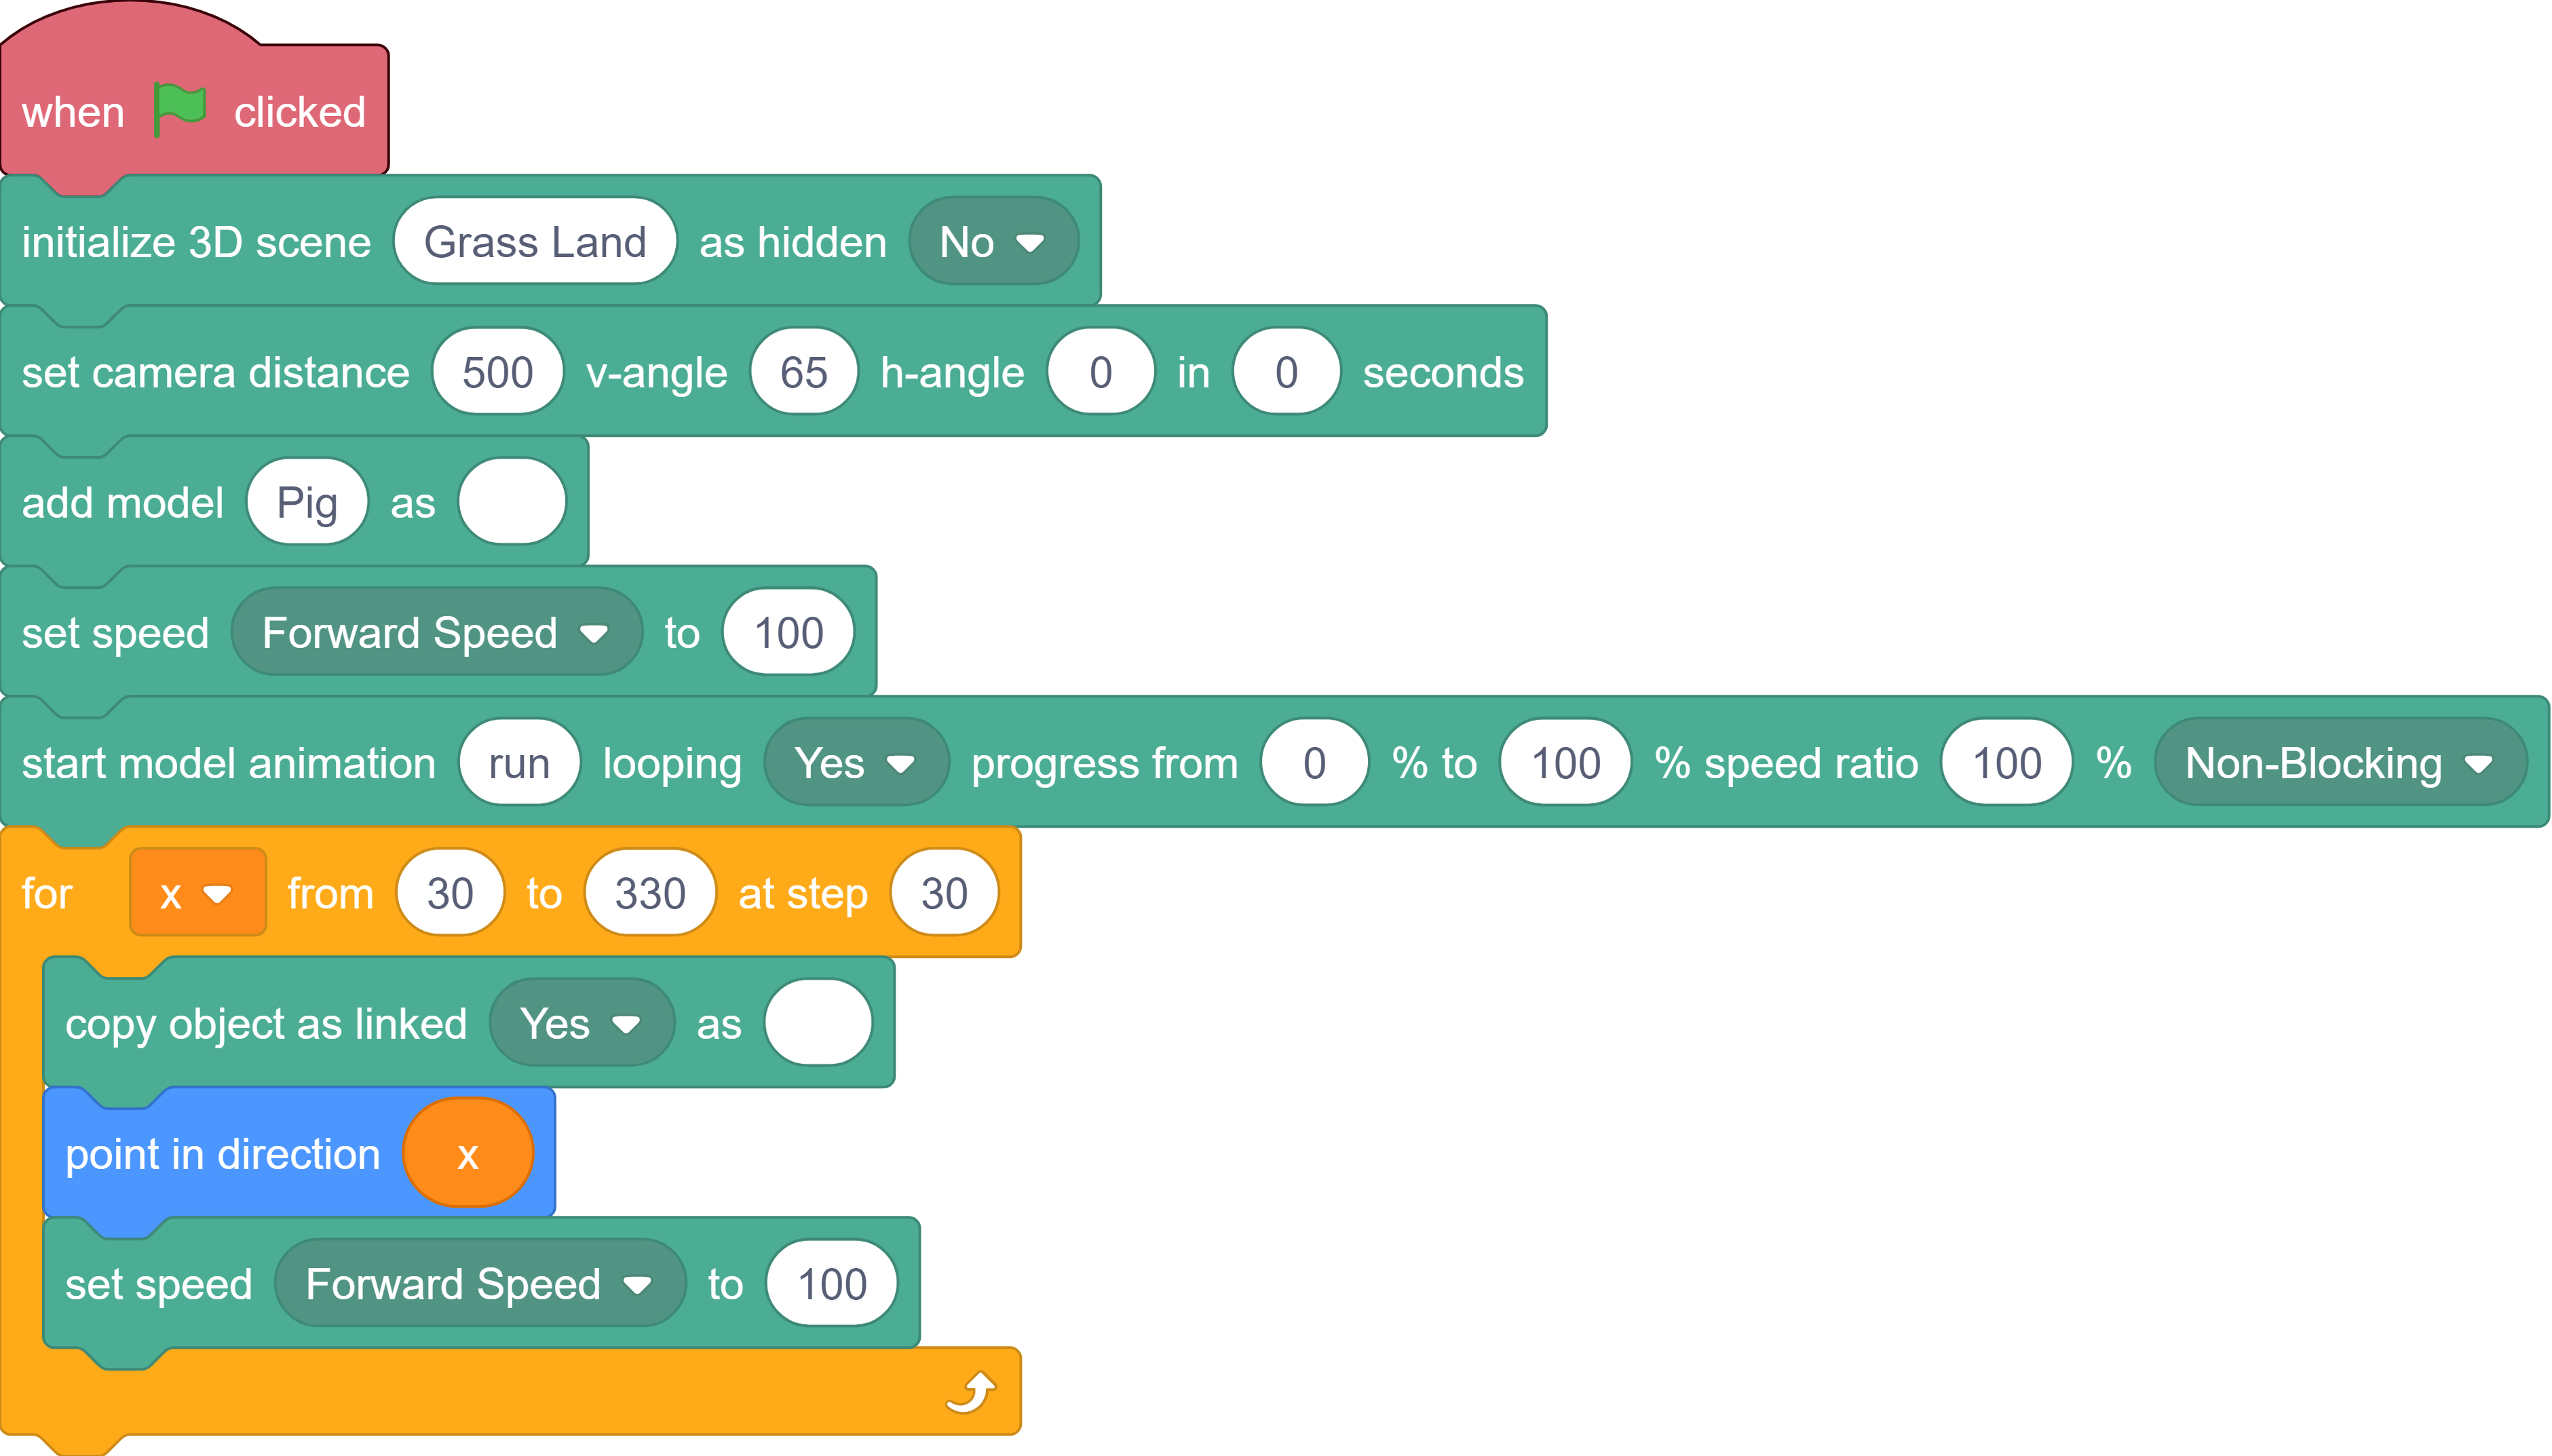 when clicked
initialize 3D scene Grass Land as hidden No
set camera distance 500 v-angle 65 h-angle 0 in 0 seconds
add model Pig as
set speed Forward Speed to 100
start model animation run looping Yes progress from 0 % to 100 % speed ratio 100 % Non-Blocking
for x from 30 to 330 at step 30
copy object as linked Yes as
point in direction x
set speed Forward Speed to 100